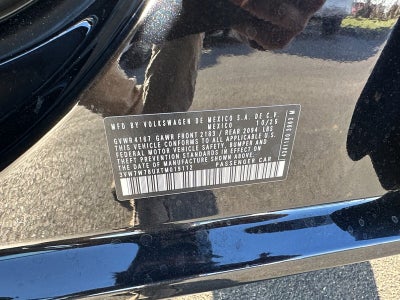 MFD BY VOLKSWAGEN DE MEXICO S.A. DE C.V.
MEXICO 10/25
GVWR 4187 GAWR FRONT 2183 / REAR 2094 LBS
THIS VEHICLE CONFORMS TO ALL APPLICABLE U.S.
FEDERAL MOTOR VEHICLE SAFETY, BUMPER AND
THEFT PREVENTION STANDARDS IN EFFECT ON
THE DATE OF MANUFACTURE SHOWN ABOVE
PASSENGER CAR